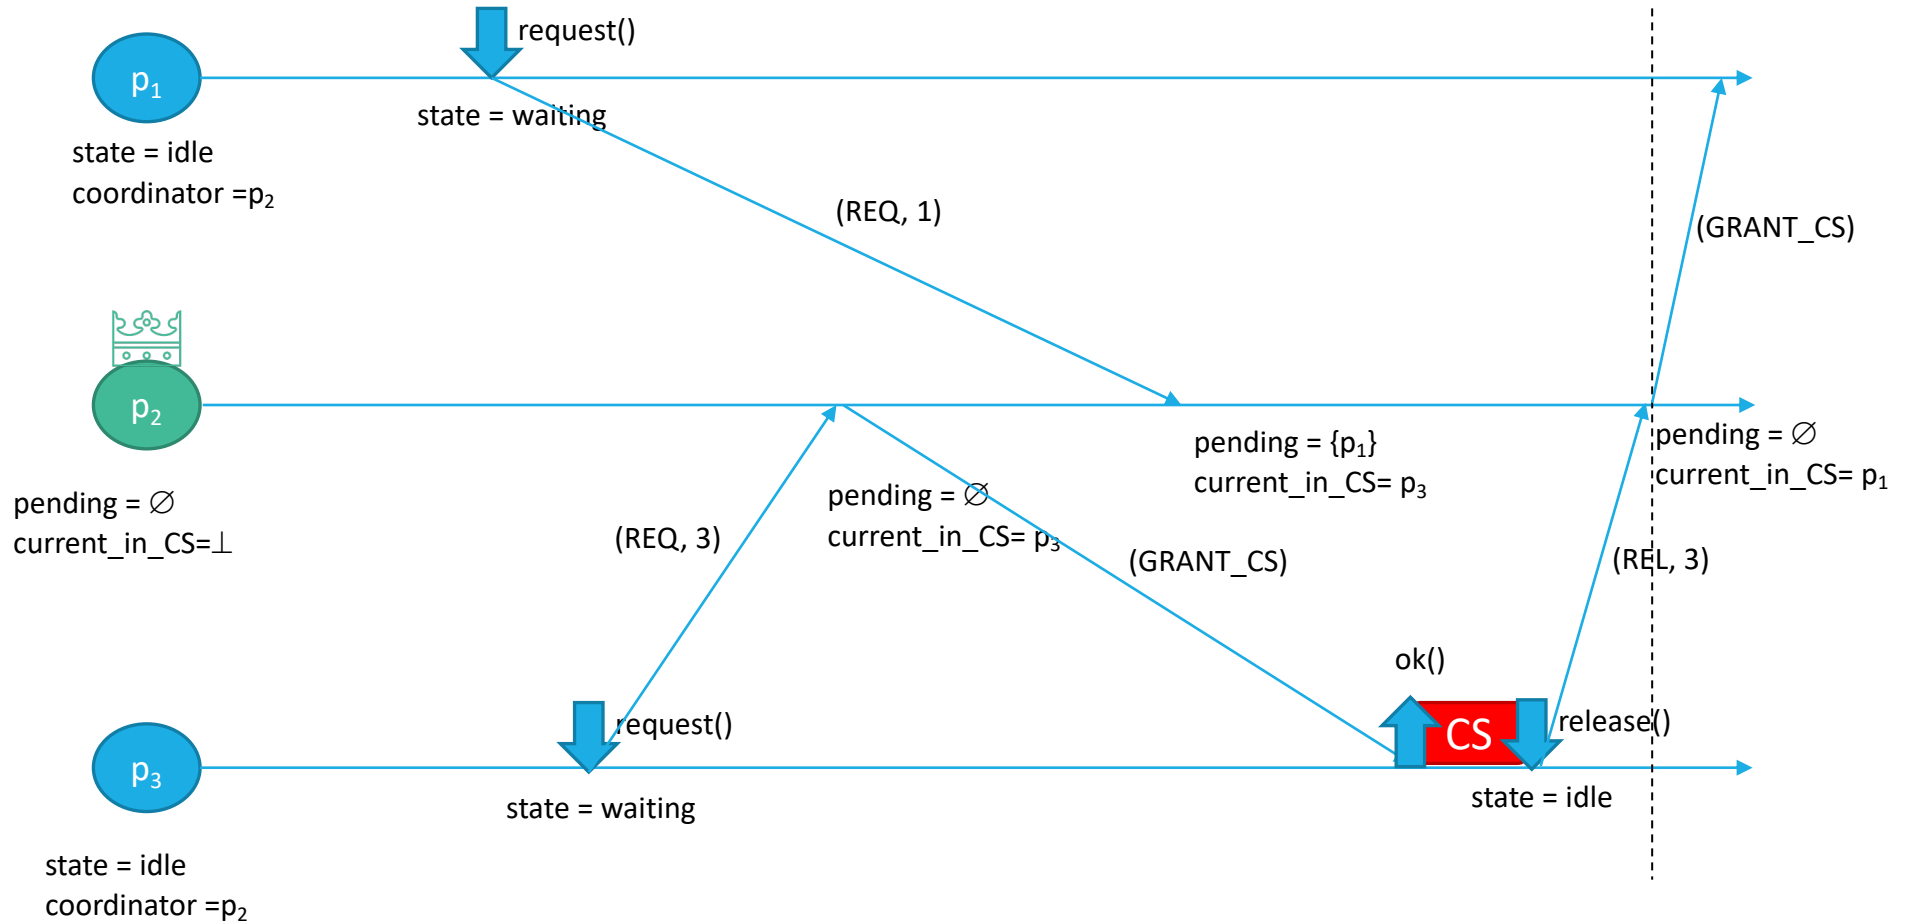 request()
p₁
state = waiting
state = idle
coordinator =p₂
(REQ, 1)
(GRANT_CS)
p₂
pending = ∅
current_in_CS=⊥
(REQ, 3)
pending = ∅
current_in_CS= p₃
(GRANT_CS)
pending = {p₁}
current_in_CS= p₃
pending = ∅
current_in_CS= p₁
(REL, 3)
ok()
request()
CS
release()
p₃
state = waiting
state = idle
state = idle
coordinator =p₂